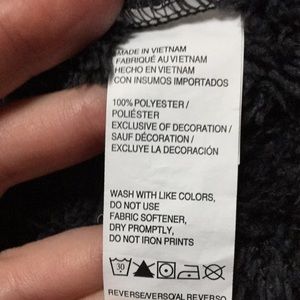 MADE IN VIETNAM
FABRIQUÉ AU VIETNAM
HECHO EN VIETNAM
CON INSUMOS IMPORTADOS
100% POLYESTER /
POLIÉSTER
EXCLUSIVE OF DECORATION /
SAUF DÉCORATION /
EXCLUYE LA DECORACIÓN
WASH WITH LIKE COLORS,
DO NOT USE
FABRIC SOFTENER,
DRY PROMPTLY,
DO NOT IRON PRINTS
30
REVERSE/VERSO/AL REVERSO